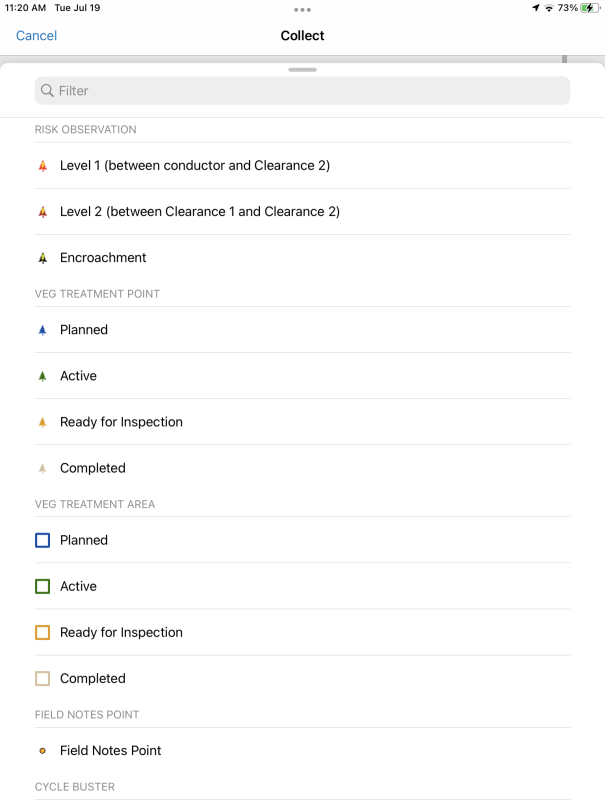 11:20 AM Tue Jul 19
73%
Cancel
Collect
Filter
RISK OBSERVATION
Level 1 (between conductor and Clearance 2)
Level 2 (between Clearance 1 and Clearance 2)
Encroachment
VEG TREATMENT POINT
Planned
Active
Ready for Inspection
Completed
VEG TREATMENT AREA
Planned
Active
Ready for Inspection
Completed
FIELD NOTES POINT
Field Notes Point
CYCLE BUSTER